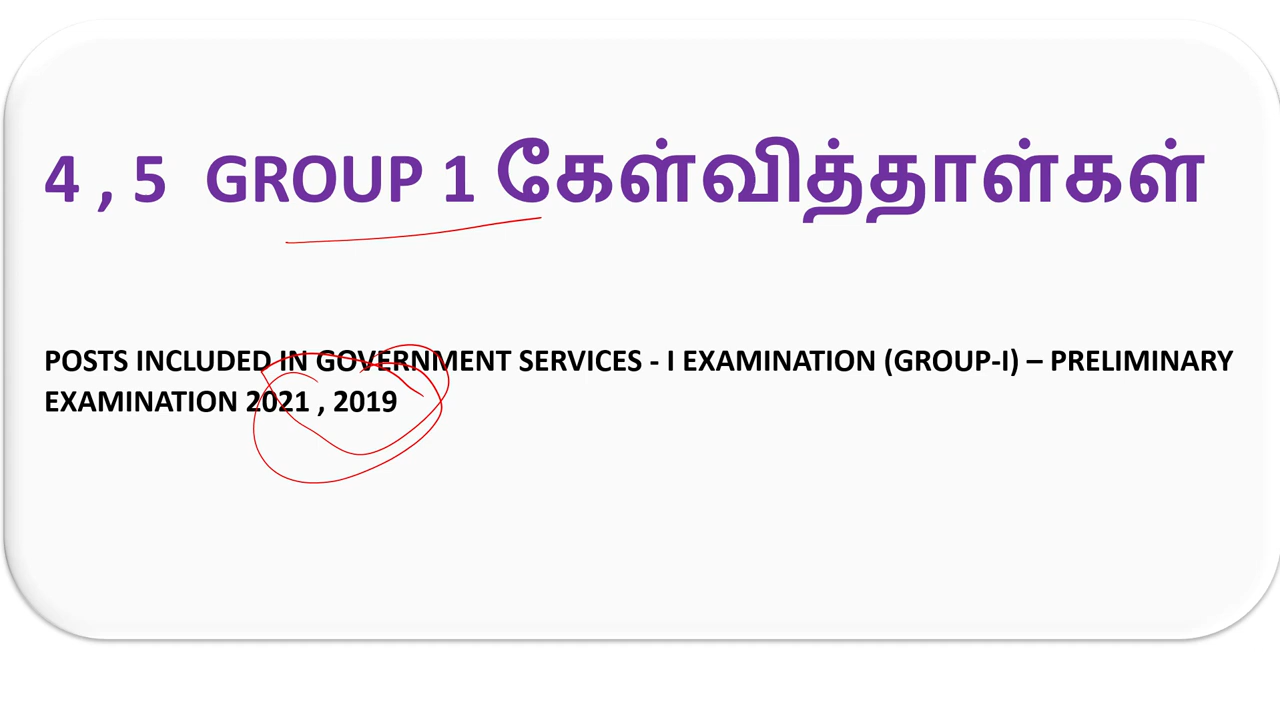 4 , 5 GROUP 1 கேள்வித்தாள்கள்
POSTS INCLUDED IN GOVERNMENT SERVICES - I EXAMINATION (GROUP-I) – PRELIMINARY
EXAMINATION 2021 , 2019